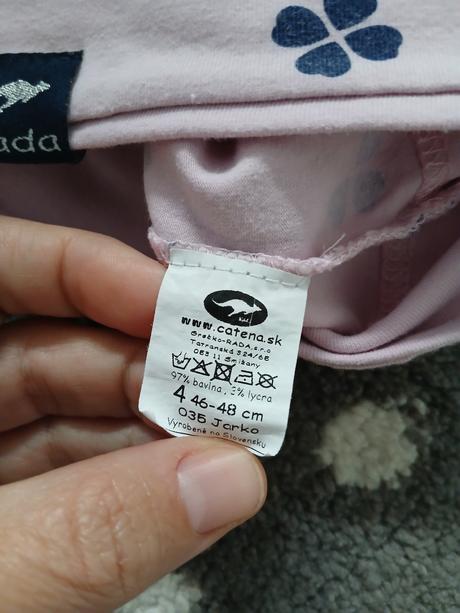 ada
www.catena.sk
Grečko-RADA,s.r.o
Tatranská 324/68
053 11 Smižany
97% bavlna, 3% lycra
4 46-48 cm
035 Jarko
Vyrobené na Slovensku